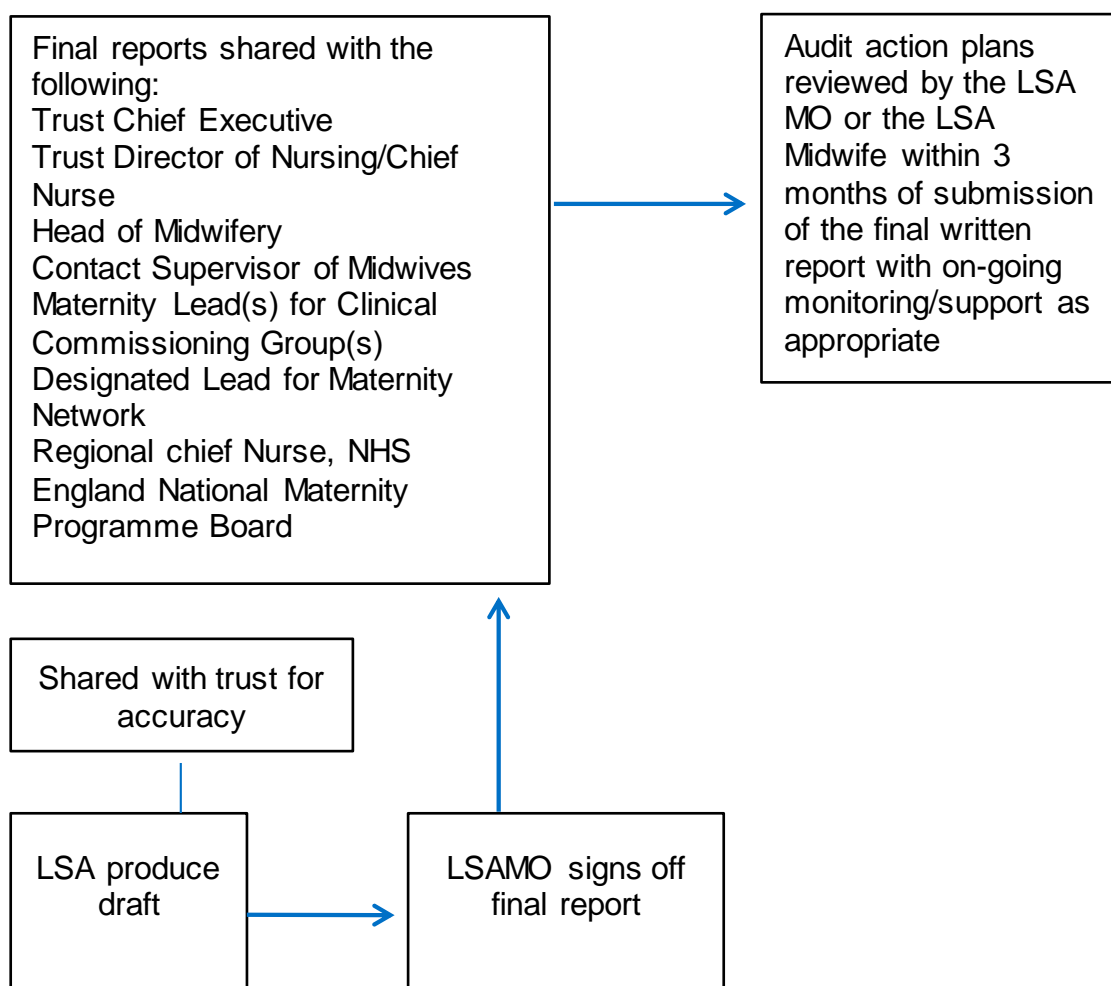 Final reports shared with the
following:
Trust Chief Executive
Trust Director of Nursing/Chief
Nurse
Head of Midwifery
Contact Supervisor of Midwives
Maternity Lead(s) for Clinical
Commissioning Group(s)
Designated Lead for Maternity
Network
Regional chief Nurse, NHS
England National Maternity
Programme Board
Audit action plans
reviewed by the LSA
MO or the LSA
Midwife within 3
months of submission
of the final written
report with on-going
monitoring/support as
appropriate
Shared with trust for
accuracy
LSA produce
draft
LSAMO signs off
final report